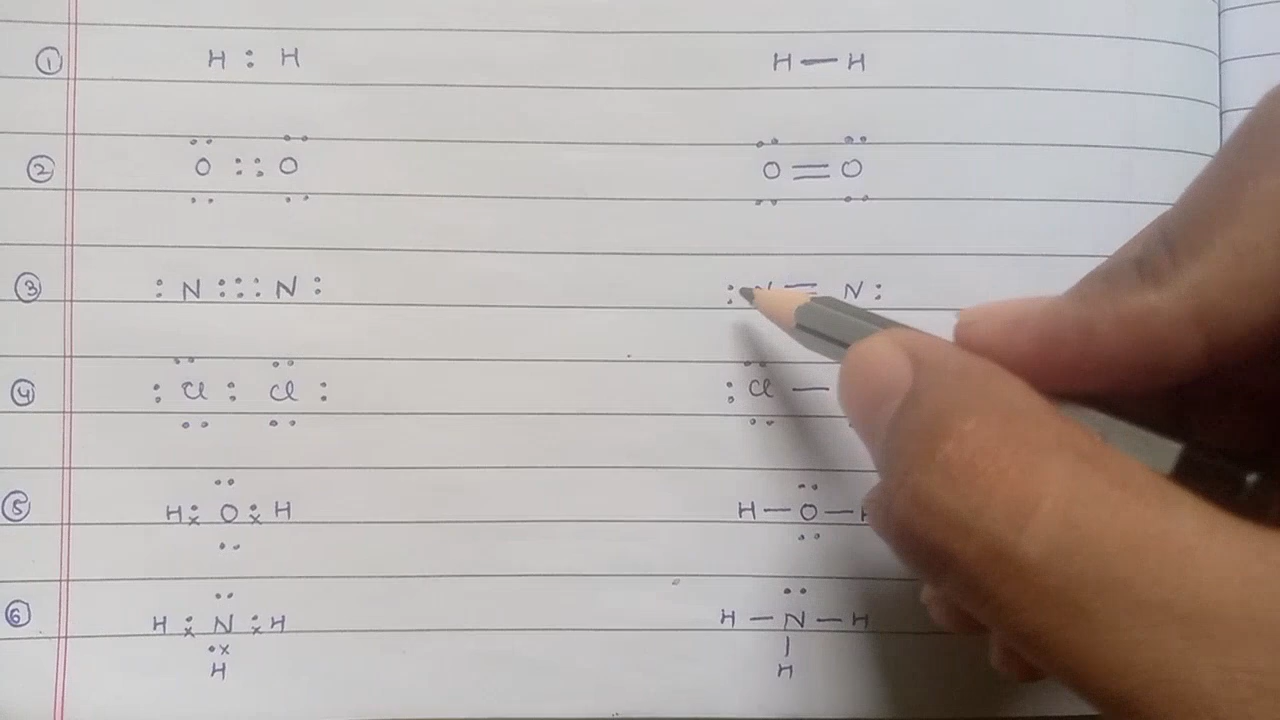 ① H : H H — H
② O :: O O = O
③ : N ::: N : : N ≡ N :
④ : Cl : Cl : : Cl —
⑤ H : O : H H — O — H
⑥ H : N : H H — N — H
H H